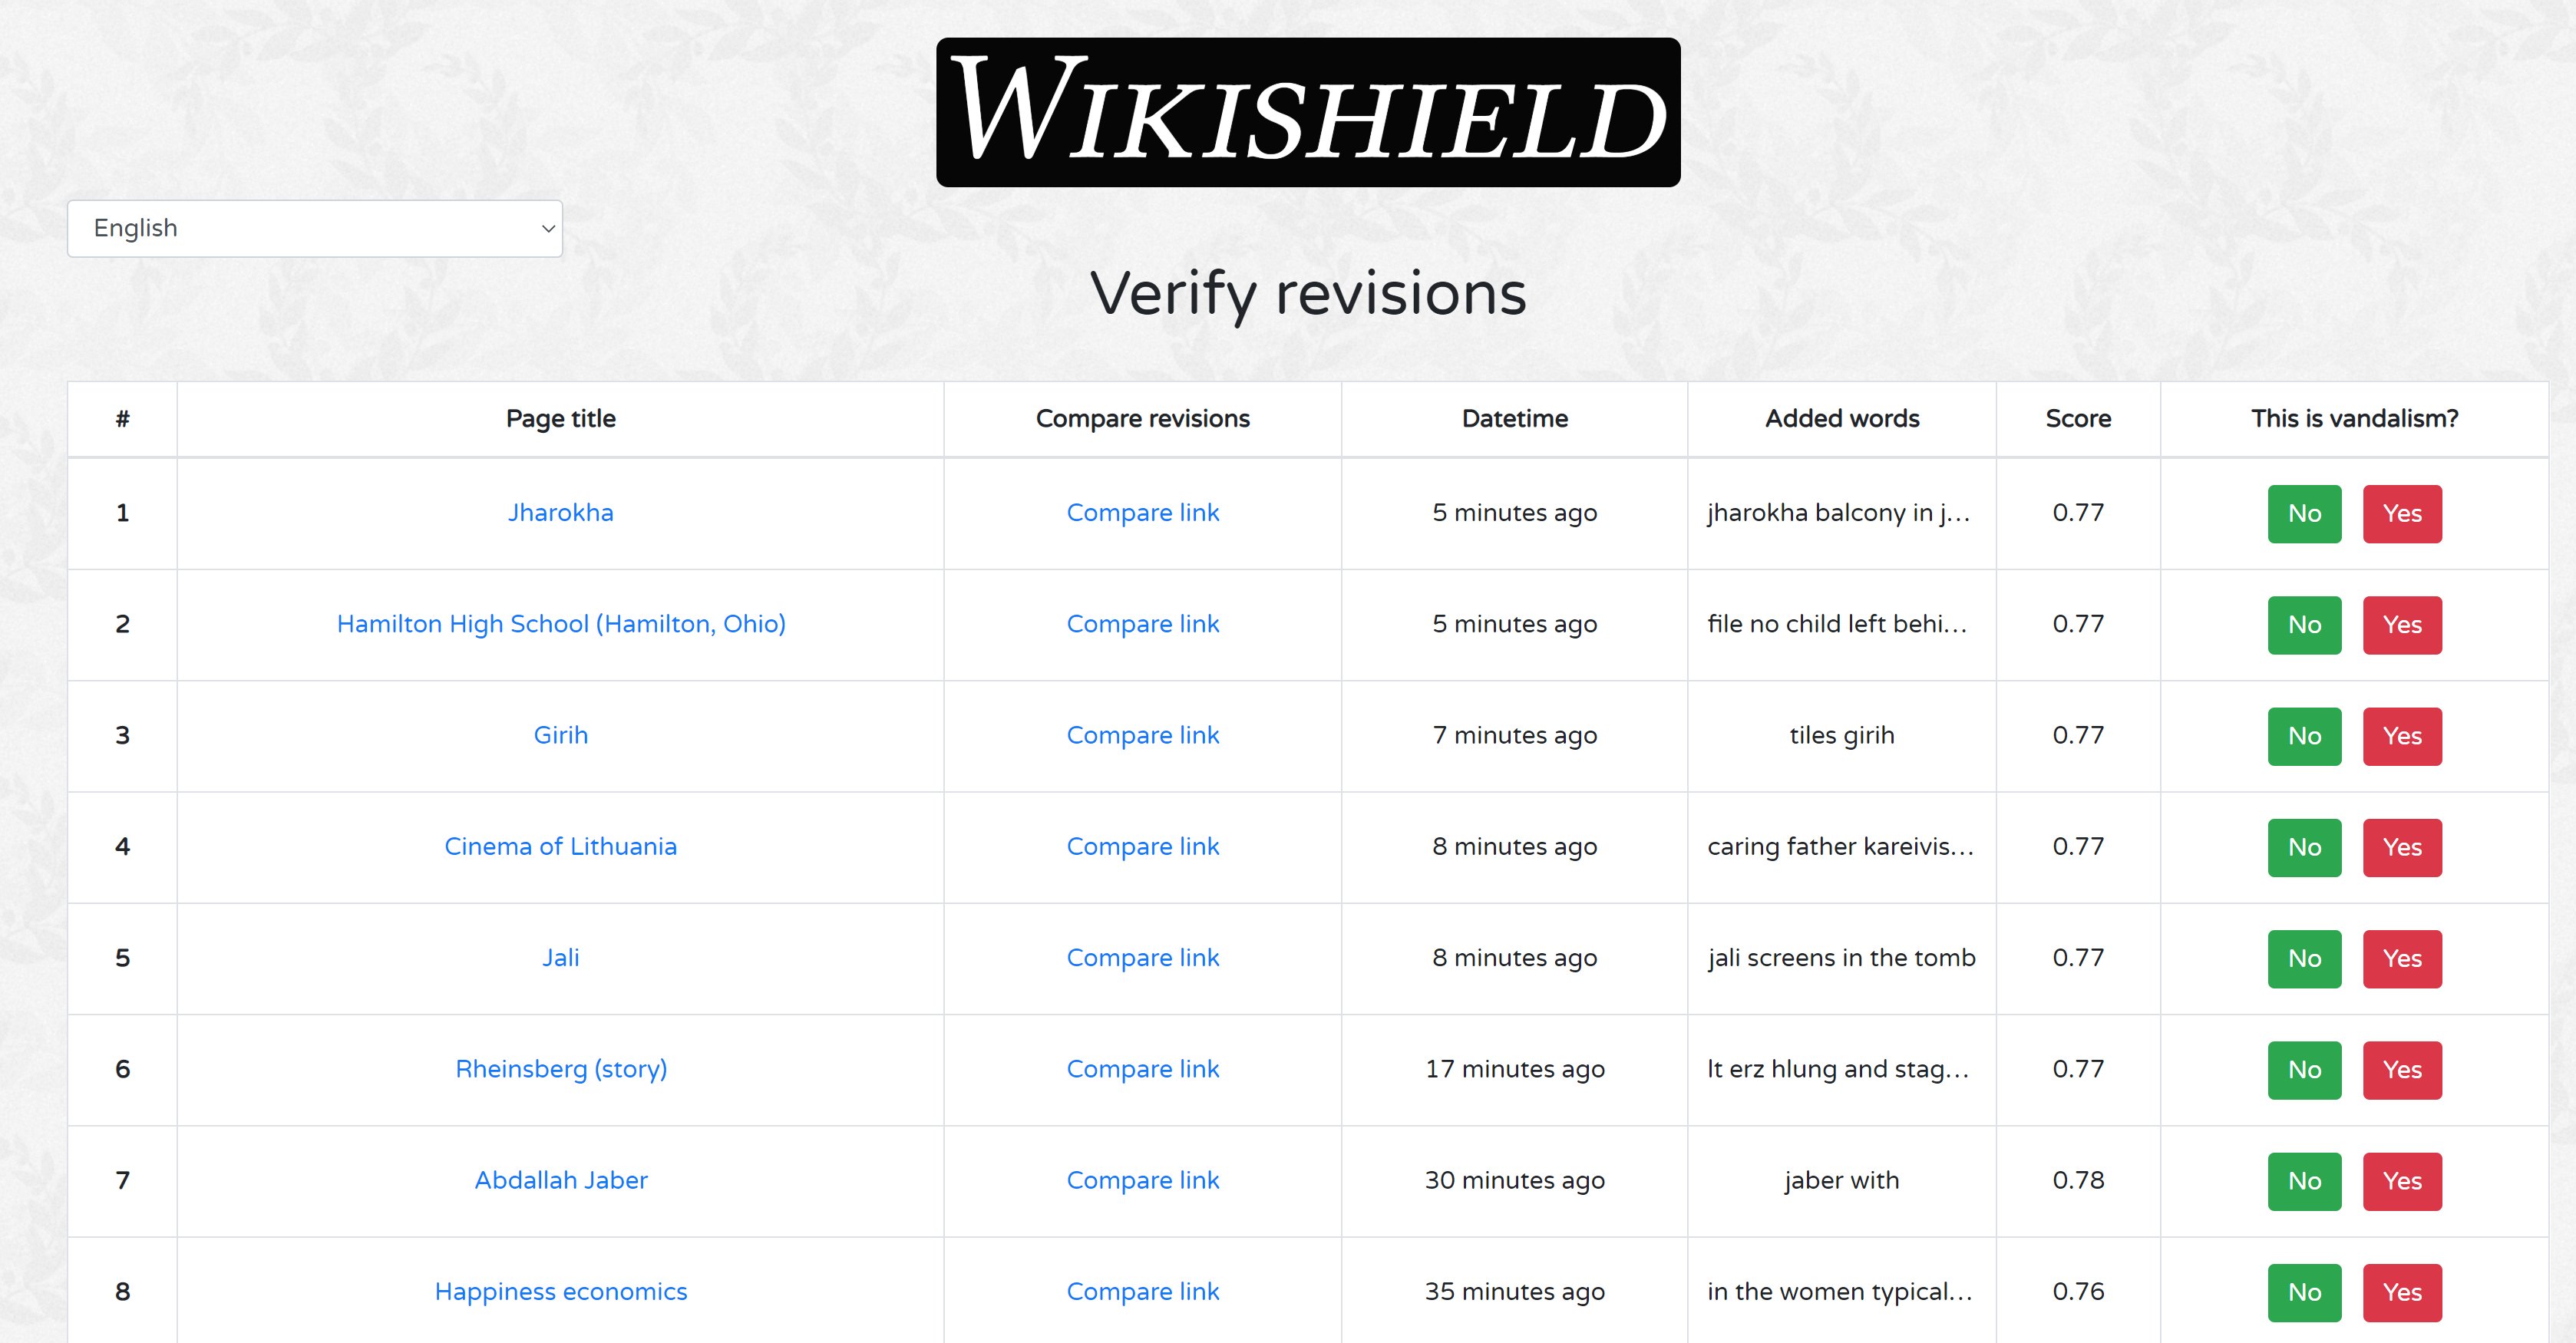 WIKISHIELD
English
Verify revisions
# Page title Compare revisions Datetime Added words Score This is vandalism?
1 Jharokha Compare link 5 minutes ago jharokha balcony in j... 0.77 No Yes
2 Hamilton High School (Hamilton, Ohio) Compare link 5 minutes ago file no child left behi... 0.77 No Yes
3 Girih Compare link 7 minutes ago tiles girih 0.77 No Yes
4 Cinema of Lithuania Compare link 8 minutes ago caring father kareivis... 0.77 No Yes
5 Jali Compare link 8 minutes ago jali screens in the tomb 0.77 No Yes
6 Rheinsberg (story) Compare link 17 minutes ago lt erz hlung and stag... 0.77 No Yes
7 Abdallah Jaber Compare link 30 minutes ago jaber with 0.78 No Yes
8 Happiness economics Compare link 35 minutes ago in the women typical... 0.76 No Yes